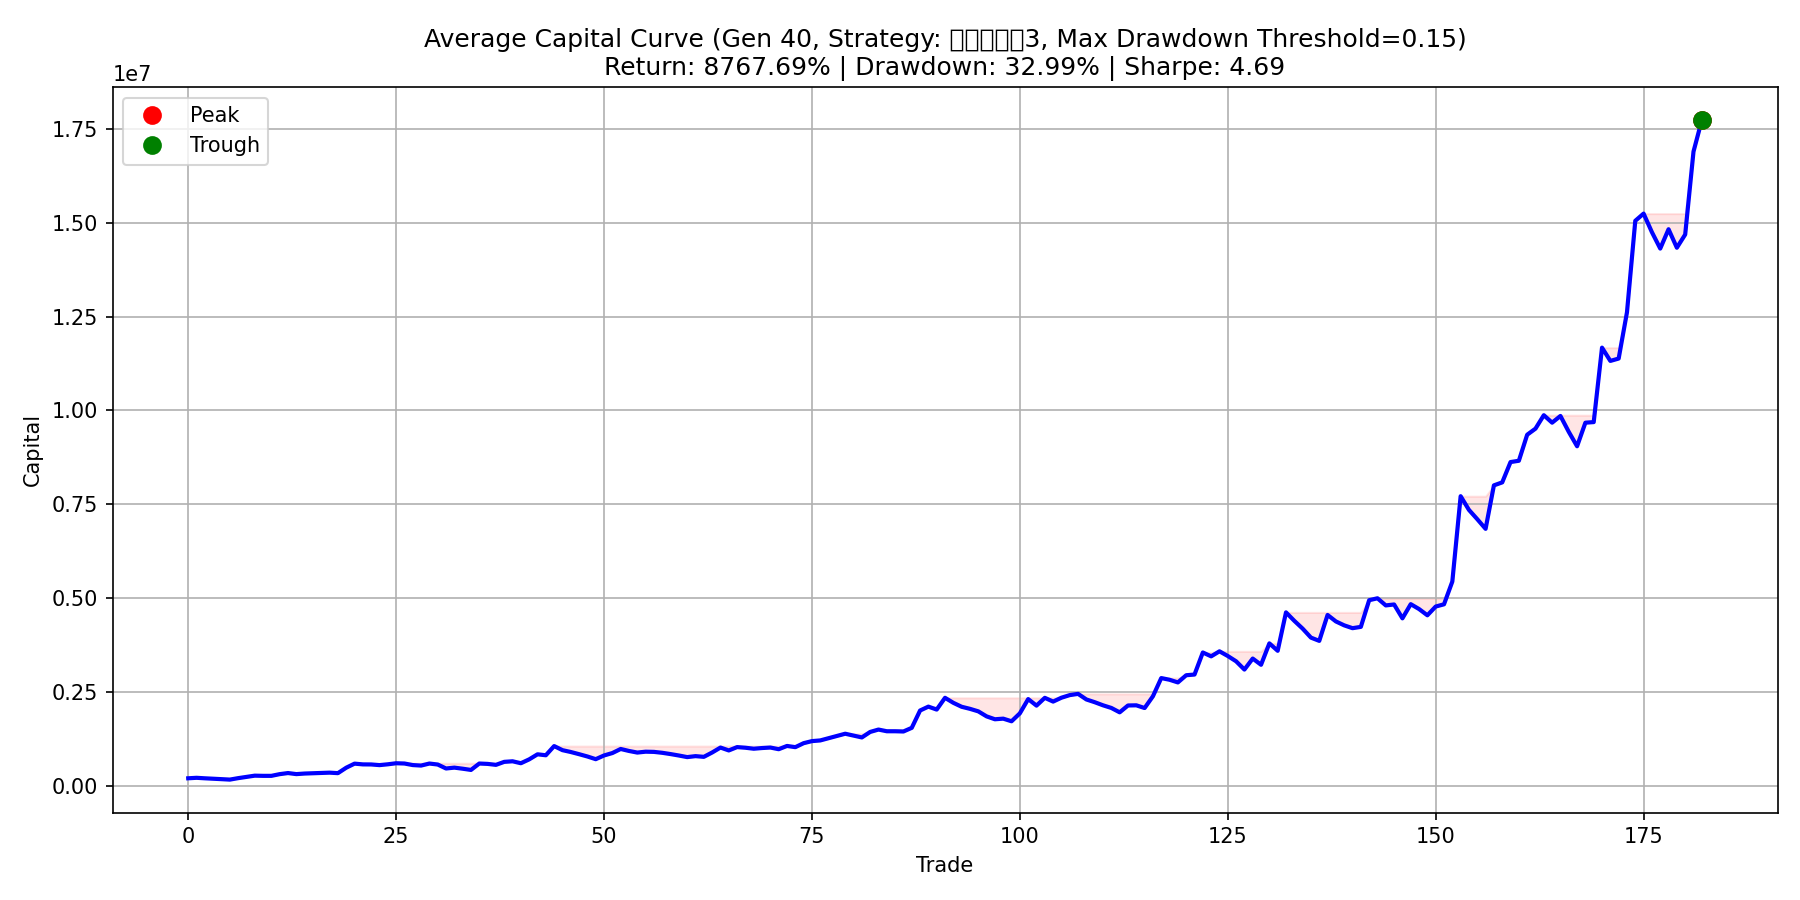 Average Capital Curve (Gen 40, Strategy: □□□□□3, Max Drawdown Threshold=0.15)
Return: 8767.69% | Drawdown: 32.99% | Sharpe: 4.69
1e7
Peak
Trough
1.75
1.50
1.25
1.00
0.75
0.50
0.25
0.00
Capital
0
25
50
75
100
125
150
175
Trade